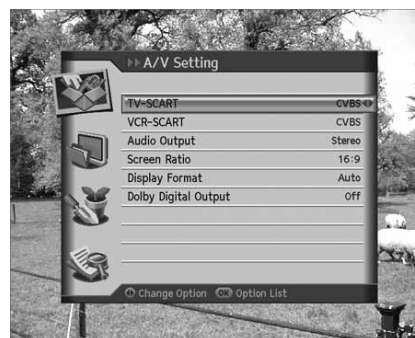 A/V Setting
TV-SCART CVBS
VCR-SCART CVBS
Audio Output Stereo
Screen Ratio 16:9
Display Format Auto
Dolby Digital Output Off
Change Option OK Option List